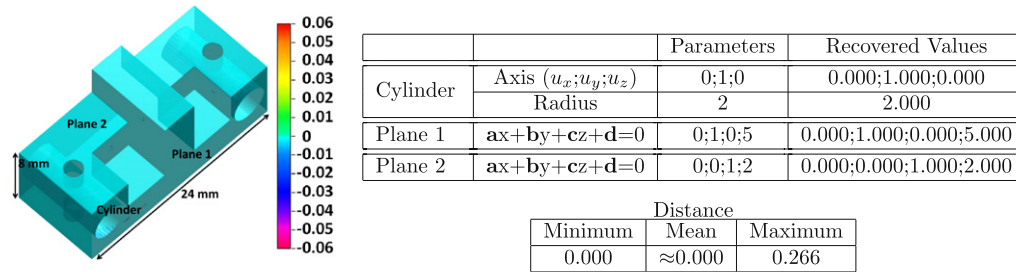 0.06
0.05
0.04
0.03
0.02
0.01
0
-0.01
-0.02
-0.03
-0.04
-0.05
-0.06
Plane 2
Plane 1
8 mm
24 mm
Cylinder
Parameters Recovered Values
Cylinder Axis (uₓ;u_y;u_z) 0;1;0 0.000;1.000;0.000
Radius 2 2.000
Plane 1 ax+by+cz+d=0 0;1;0;5 0.000;1.000;0.000;5.000
Plane 2 ax+by+cz+d=0 0;0;1;2 0.000;0.000;1.000;2.000
Distance
Minimum Mean Maximum
0.000 ≈0.000 0.266